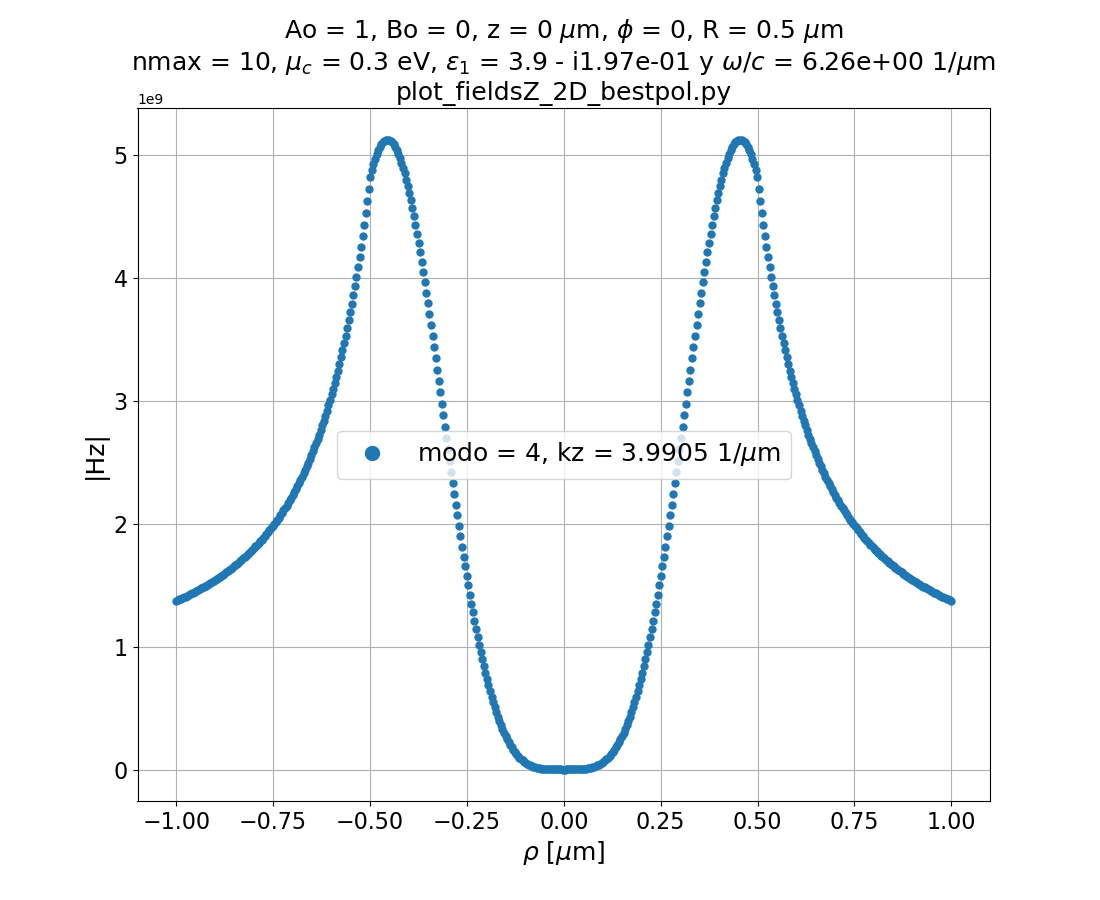 Ao = 1, Bo = 0, z = 0 μm, ϕ = 0, R = 0.5 μm
nmax = 10, μ_c = 0.3 eV, ε_1 = 3.9 - i1.97e-01 y ω/c = 6.26e+00 1/μm
plot_fieldsZ_2D_bestpol.py
1e9
5
4
3
2
1
0
|Hz|
modo = 4, kz = 3.9905 1/μm
−1.00 −0.75 −0.50 −0.25 0.00 0.25 0.50 0.75 1.00
ρ [μm]